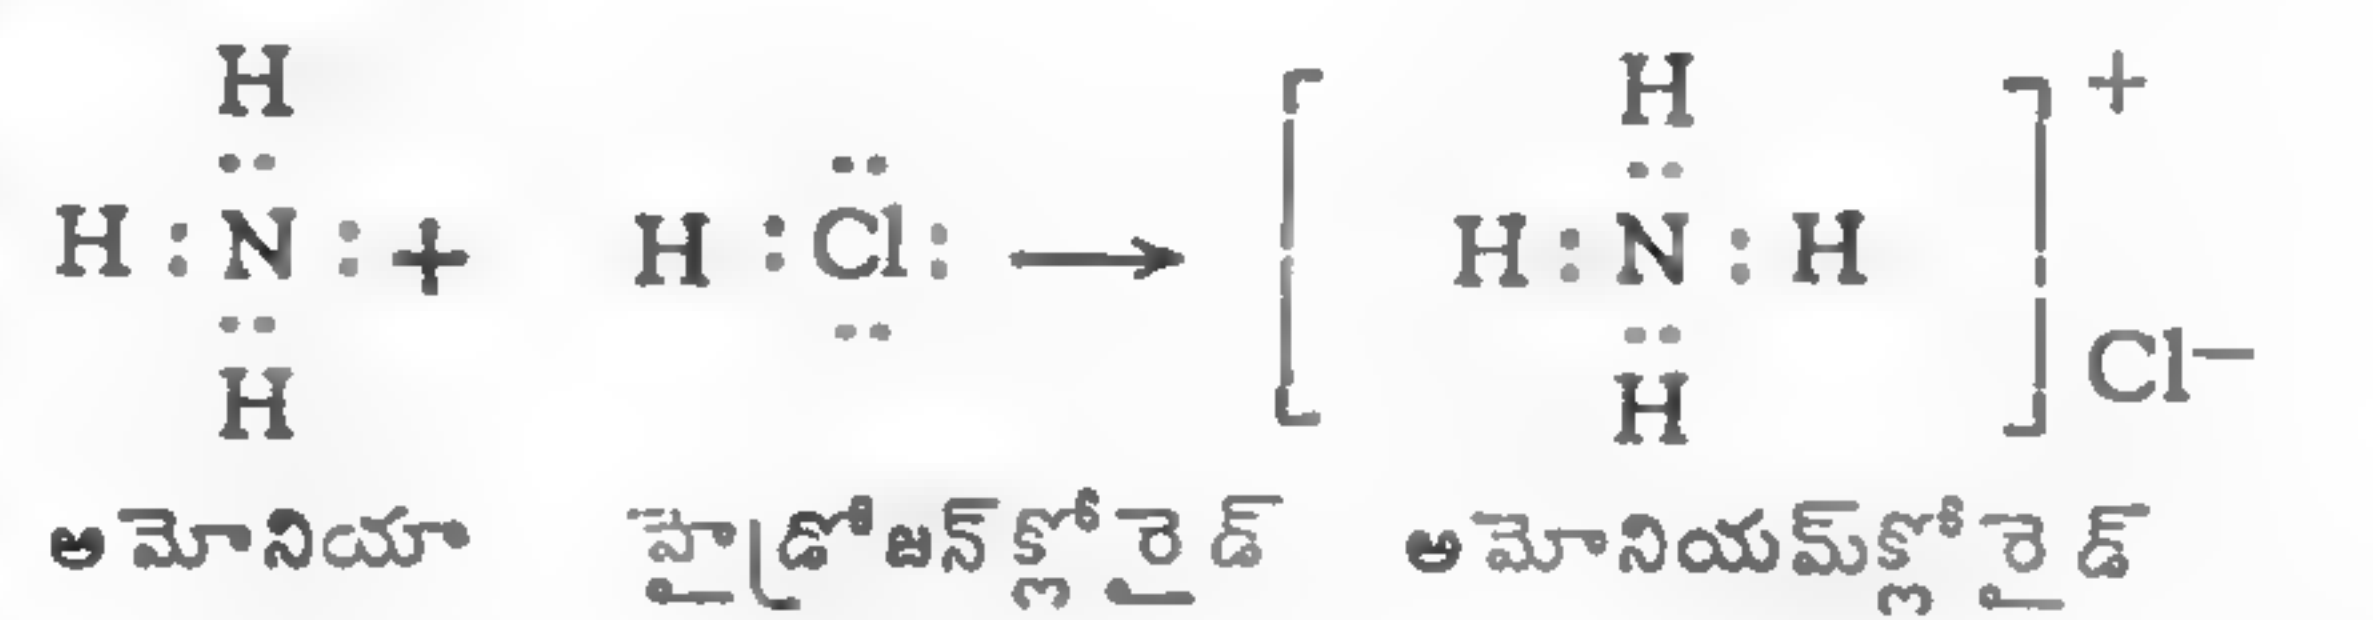 H H
H : N : + H : Cl : ⟶ [ H : N : H ] +
H H Cl–
అమోనియా హైడ్రోజన్‌క్లోరైడ్ అమోనియమ్‌క్లోరైడ్